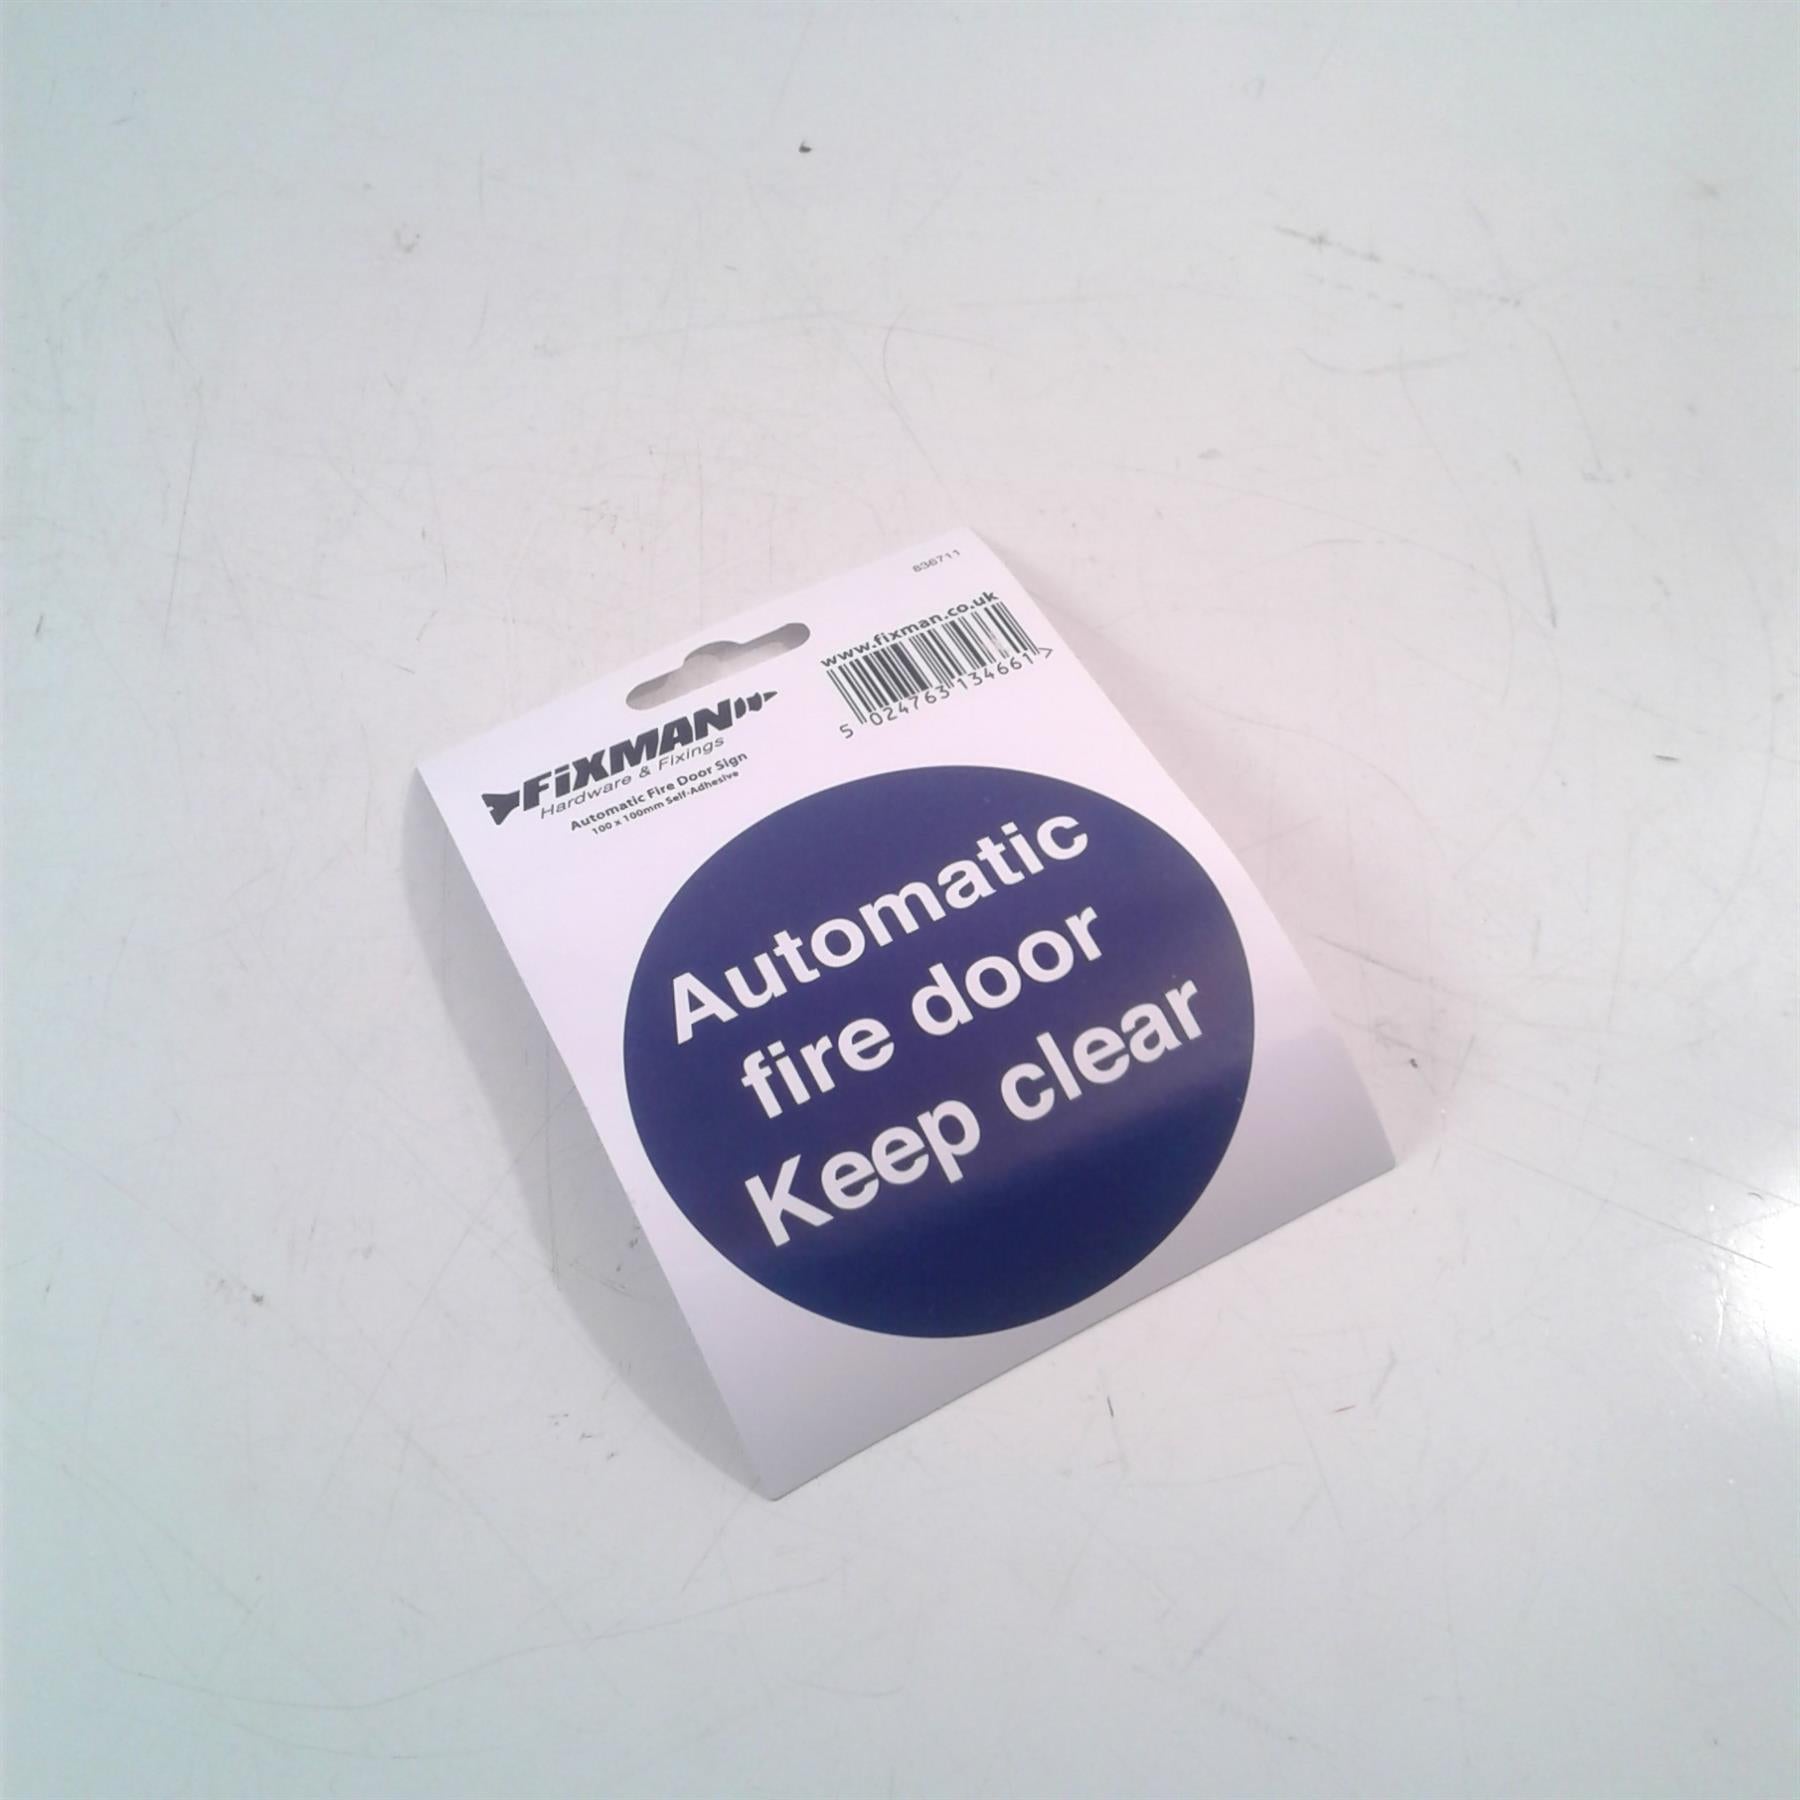 836711
www.fixman.co.uk
5 024763 134661 >
FiXMAN
Hardware & Fixings
Automatic Fire Door Sign
100 x 100mm Self-Adhesive
Automatic
fire door
Keep clear